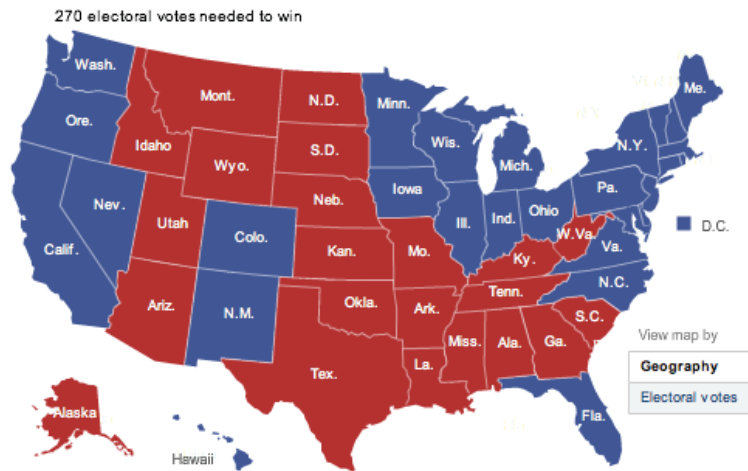 270 electoral votes needed to win
Wash.
Mont.
N.D.
Minn.
Me.
Ore.
Idaho
S.D.
Wis.
Mich.
N.Y.
Wyo.
Nev.
Neb.
Iowa
Pa.
Utah
Colo.
Ill.
Ind.
Ohio
D.C.
Calif.
Kan.
Mo.
W.Va.
Va.
Ky.
N.C.
Ariz.
N.M.
Okla.
Ark.
Tenn.
S.C.
Tex.
La.
Miss.
Ala.
Ga.
View map by
Geography
Electoral votes
Alaska
Fla.
Hawaii